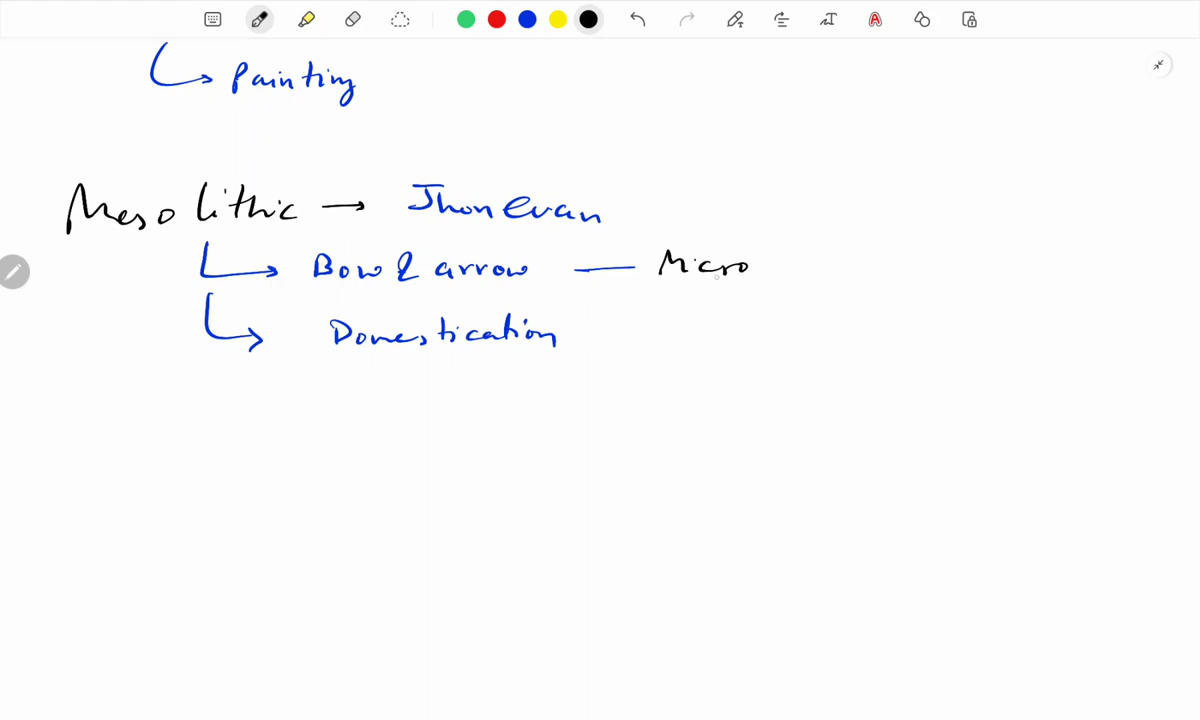 ↳ Painting
Mesolithic → Jhon evan
↳ Bow & arrow — Micro
↳ Domestication